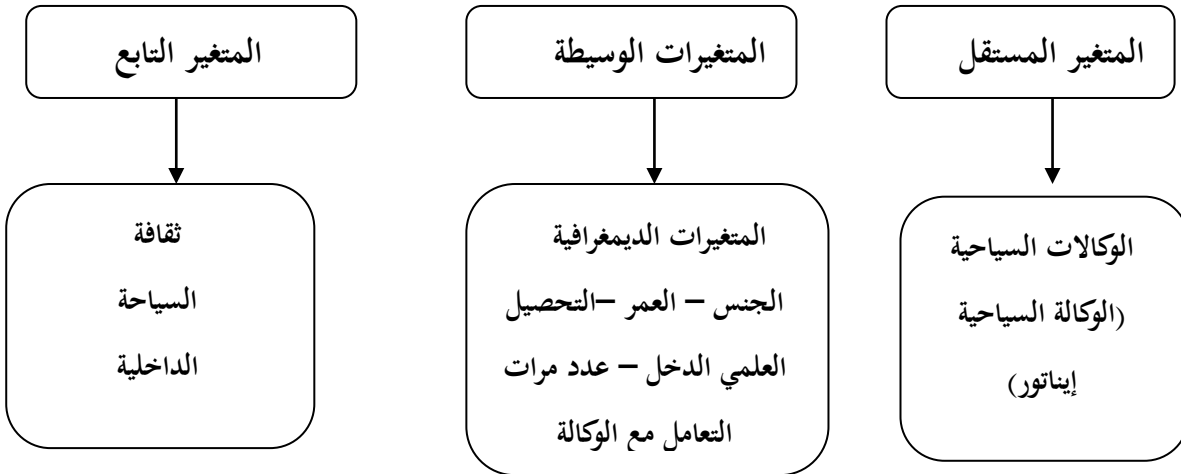 المتغير المستقل
المتغيرات الوسيطة
المتغير التابع
الوكالات السياحية
(الوكالة السياحية
إيناتور)
المتغيرات الديمغرافية
الجنس – العمر –التحصيل
العلمي الدخل – عدد مرات
التعامل مع الوكالة
ثقافة
السياحة
الداخلية